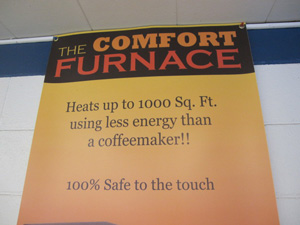 THE COMFORT
FURNACE
Heats up to 1000 Sq. Ft.
using less energy than
a coffeemaker!!
100% Safe to the touch